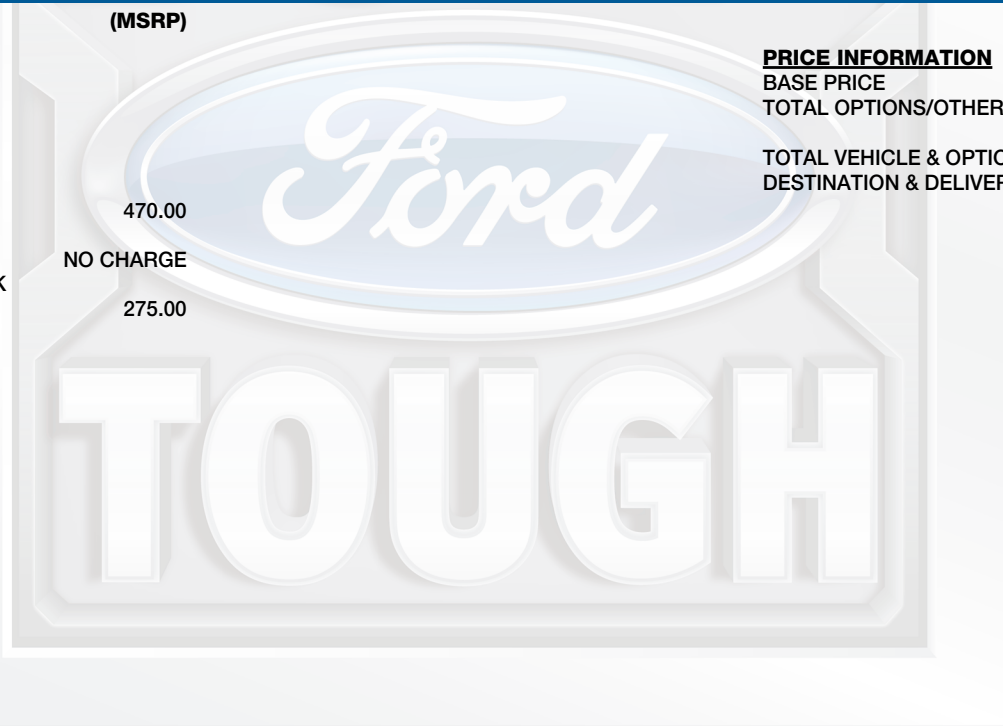 (MSRP)
470.00
NO CHARGE
K
275.00
PRICE INFORMATION
BASE PRICE
TOTAL OPTIONS/OTHER
TOTAL VEHICLE & OPTIO
DESTINATION & DELIVER
Ford
TOUGH